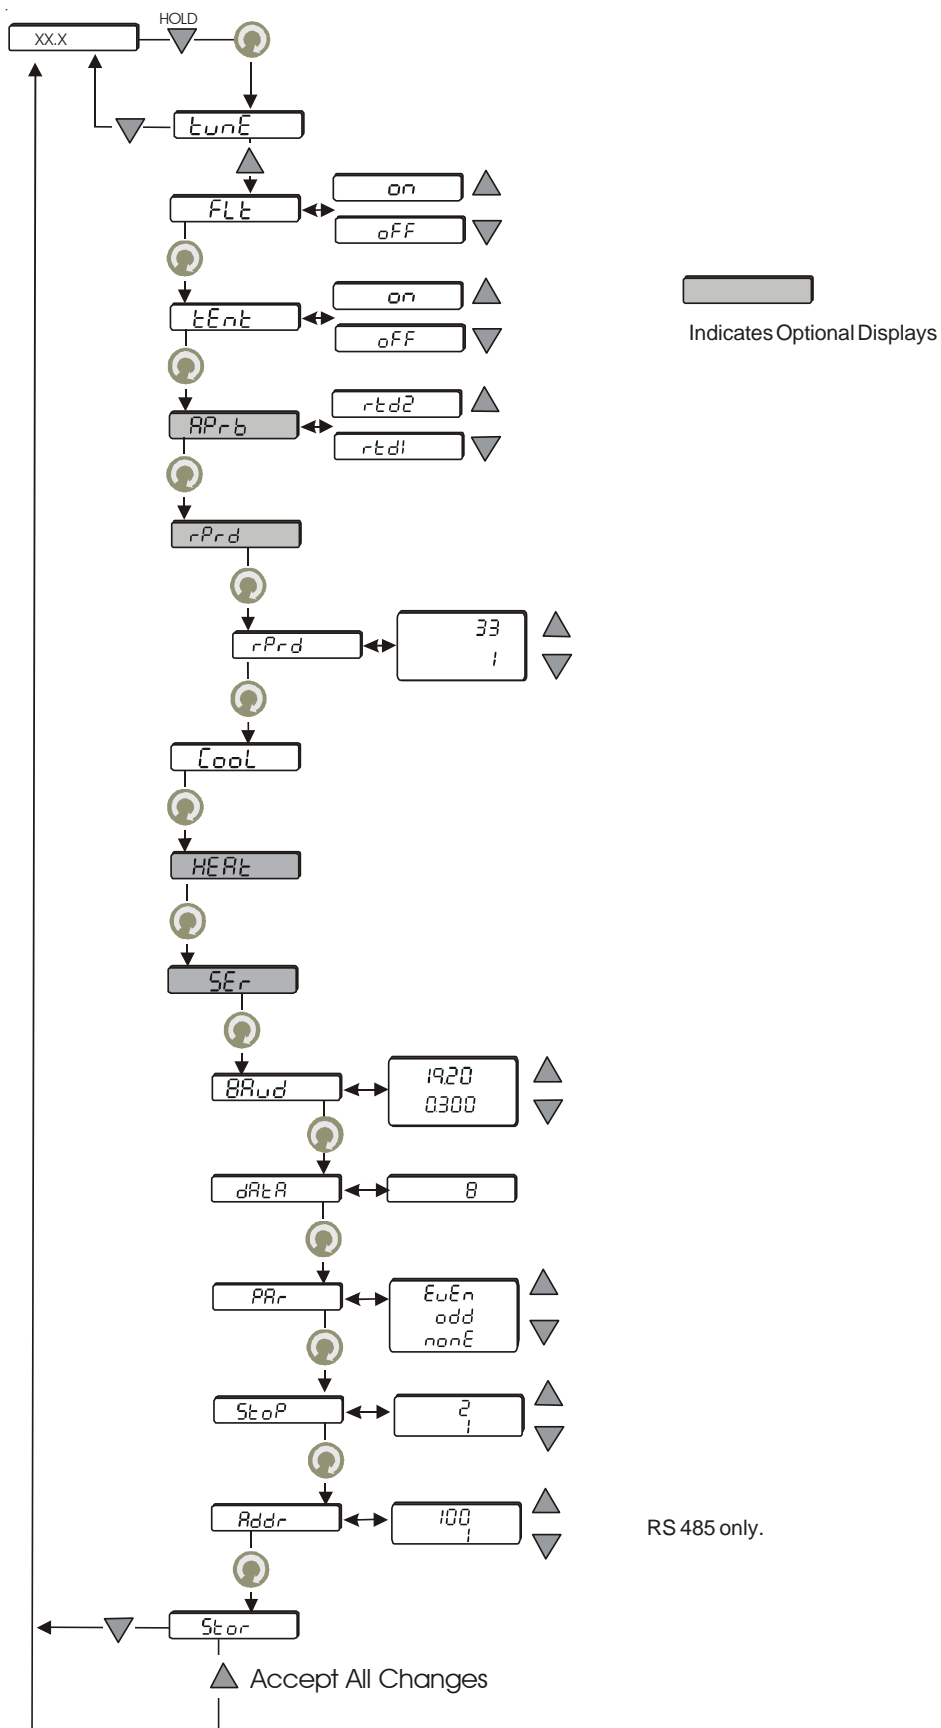 HOLD
XX.X
tunE
FLt
on
oFF
tEnt
on
oFF
Indicates Optional Displays
APrb
rtd2
rtd1
rPrd
rPrd
33
1
CooL
HEAt
SEr
BAud
19.20
0.300
dAtA
8
PAr
EvEn
odd
nonE
StoP
2
1
Addr
100
1
RS 485 only.
Stor
Accept All Changes